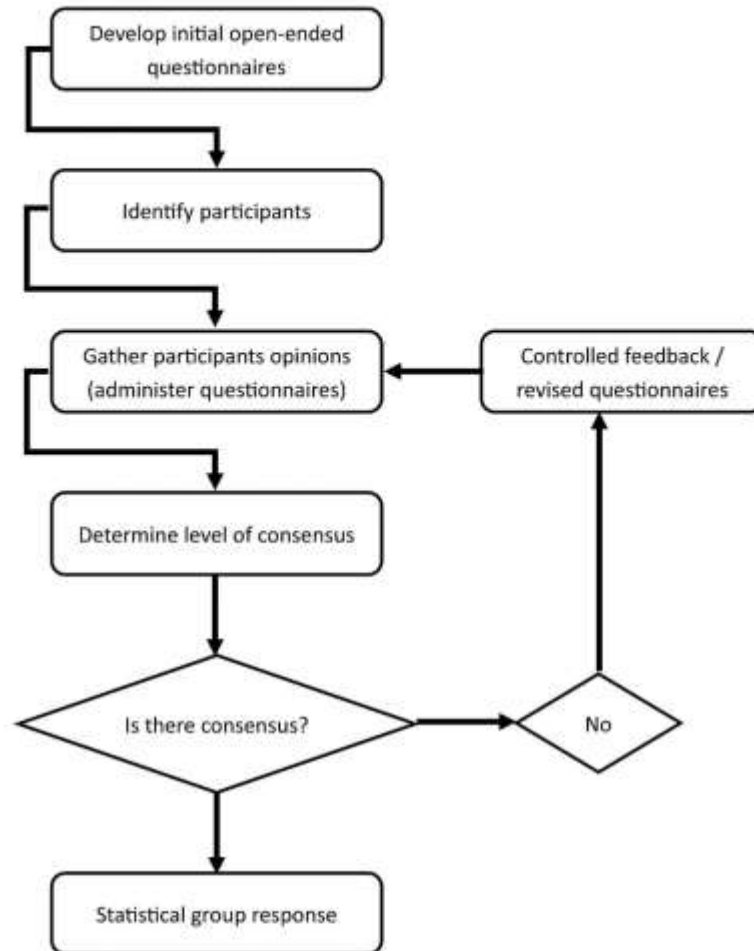 Develop initial open-ended
questionnaires
Identify participants
Gather participants opinions
(administer questionnaires)
Controlled feedback /
revised questionnaires
Determine level of consensus
Is there consensus?
No
Statistical group response